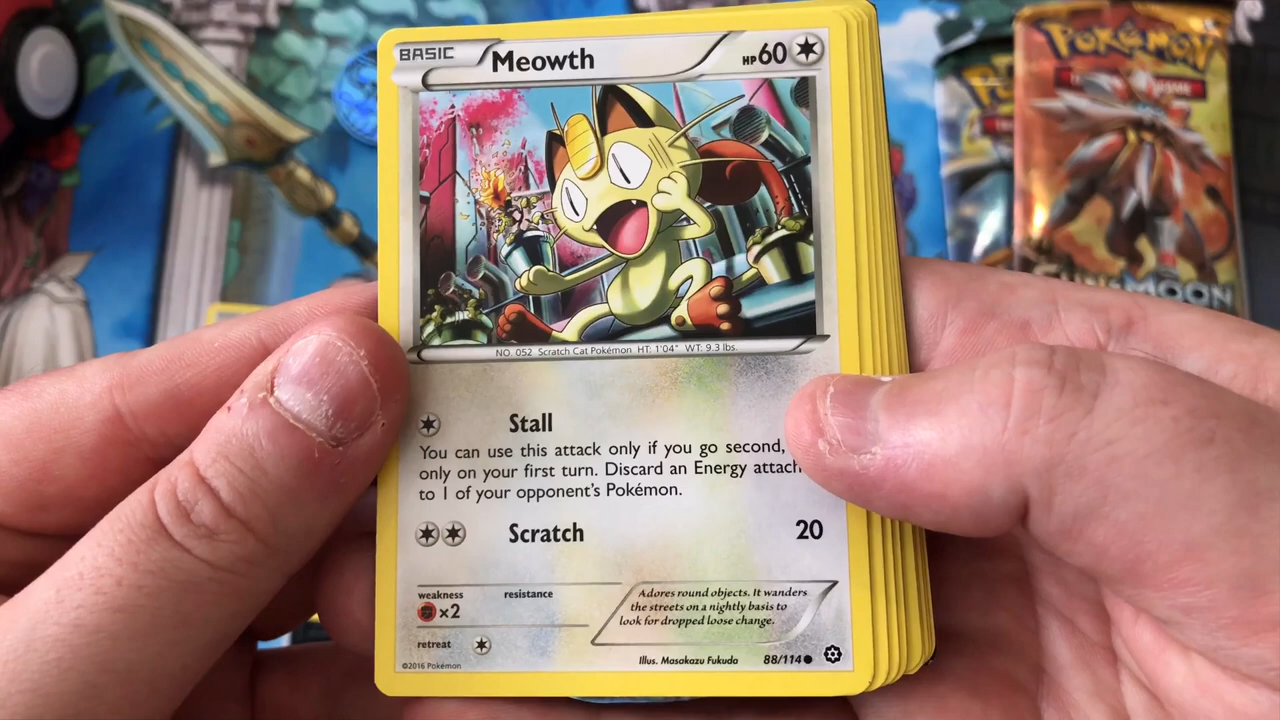 BASIC Meowth HP60
NO. 052 Scratch Cat Pokémon HT: 1'04" WT: 9.3 lbs.
Stall
You can use this attack only if you go second,
only on your first turn. Discard an Energy attach
to 1 of your opponent's Pokémon.
Scratch 20
weakness resistance
×2
Adores round objects. It wanders
the streets on a nightly basis to
look for dropped loose change.
retreat
©2016 Pokémon
Illus. Masakazu Fukuda 88/114
POKÉMON
SUN & MOON